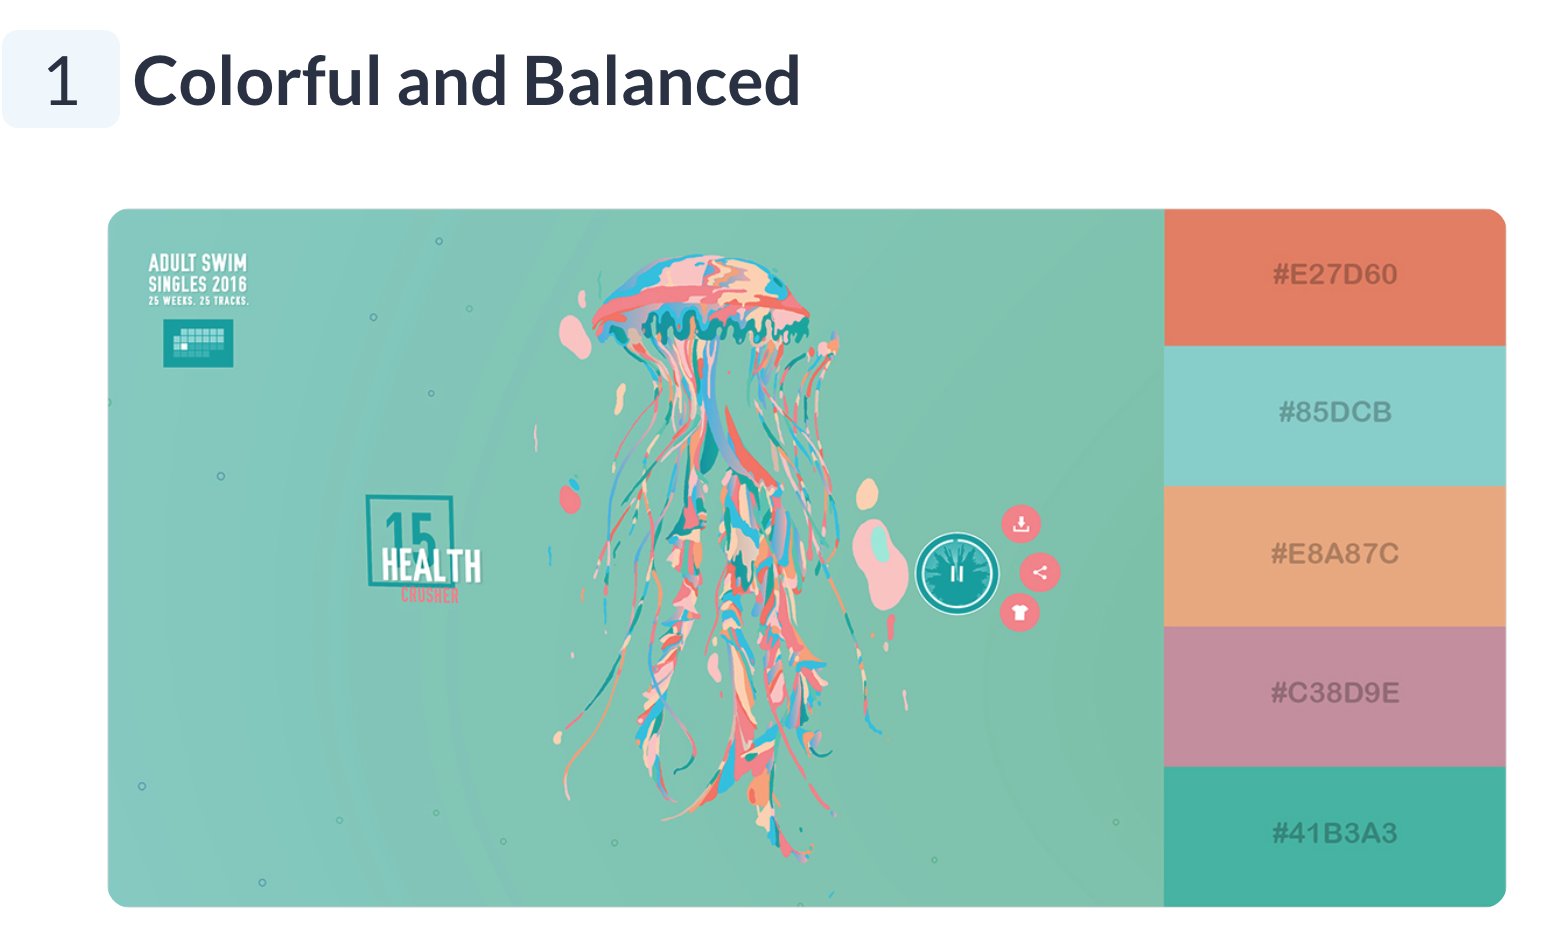 1 Colorful and Balanced
ADULT SWIM
SINGLES 2016
25 WEEKS. 25 TRACKS.
15
HEALTH
CRUSHER
#E27D60
#85DCB
#E8A87C
#C38D9E
#41B3A3